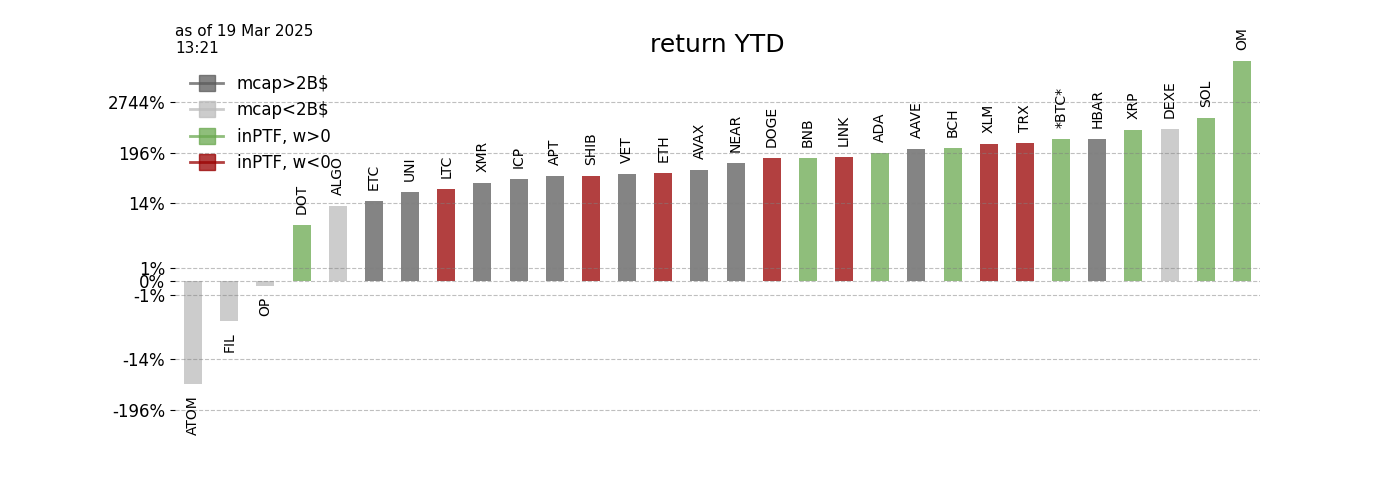 as of 19 Mar 2025
13:21
return YTD
mcap>2B$
mcap<2B$
inPTF, w>0
inPTF, w<0
2744%
196%
14%
1%
0%
-1%
-14%
-196%
ATOM
FIL
OP
DOT
ALGO
ETC
UNI
LTC
XMR
ICP
APT
SHIB
VET
ETH
AVAX
NEAR
DOGE
BNB
LINK
ADA
AAVE
BCH
XLM
TRX
*BTC*
HBAR
XRP
DEXE
SOL
OM